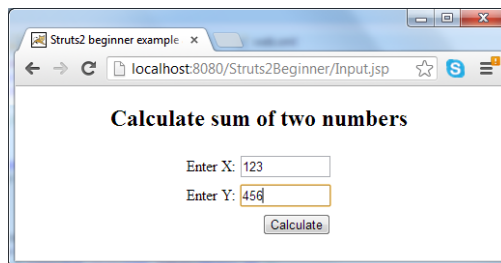 Struts2 beginner example
localhost:8080/Struts2Beginner/Input.jsp
Calculate sum of two numbers
Enter X: 123
Enter Y: 456
Calculate